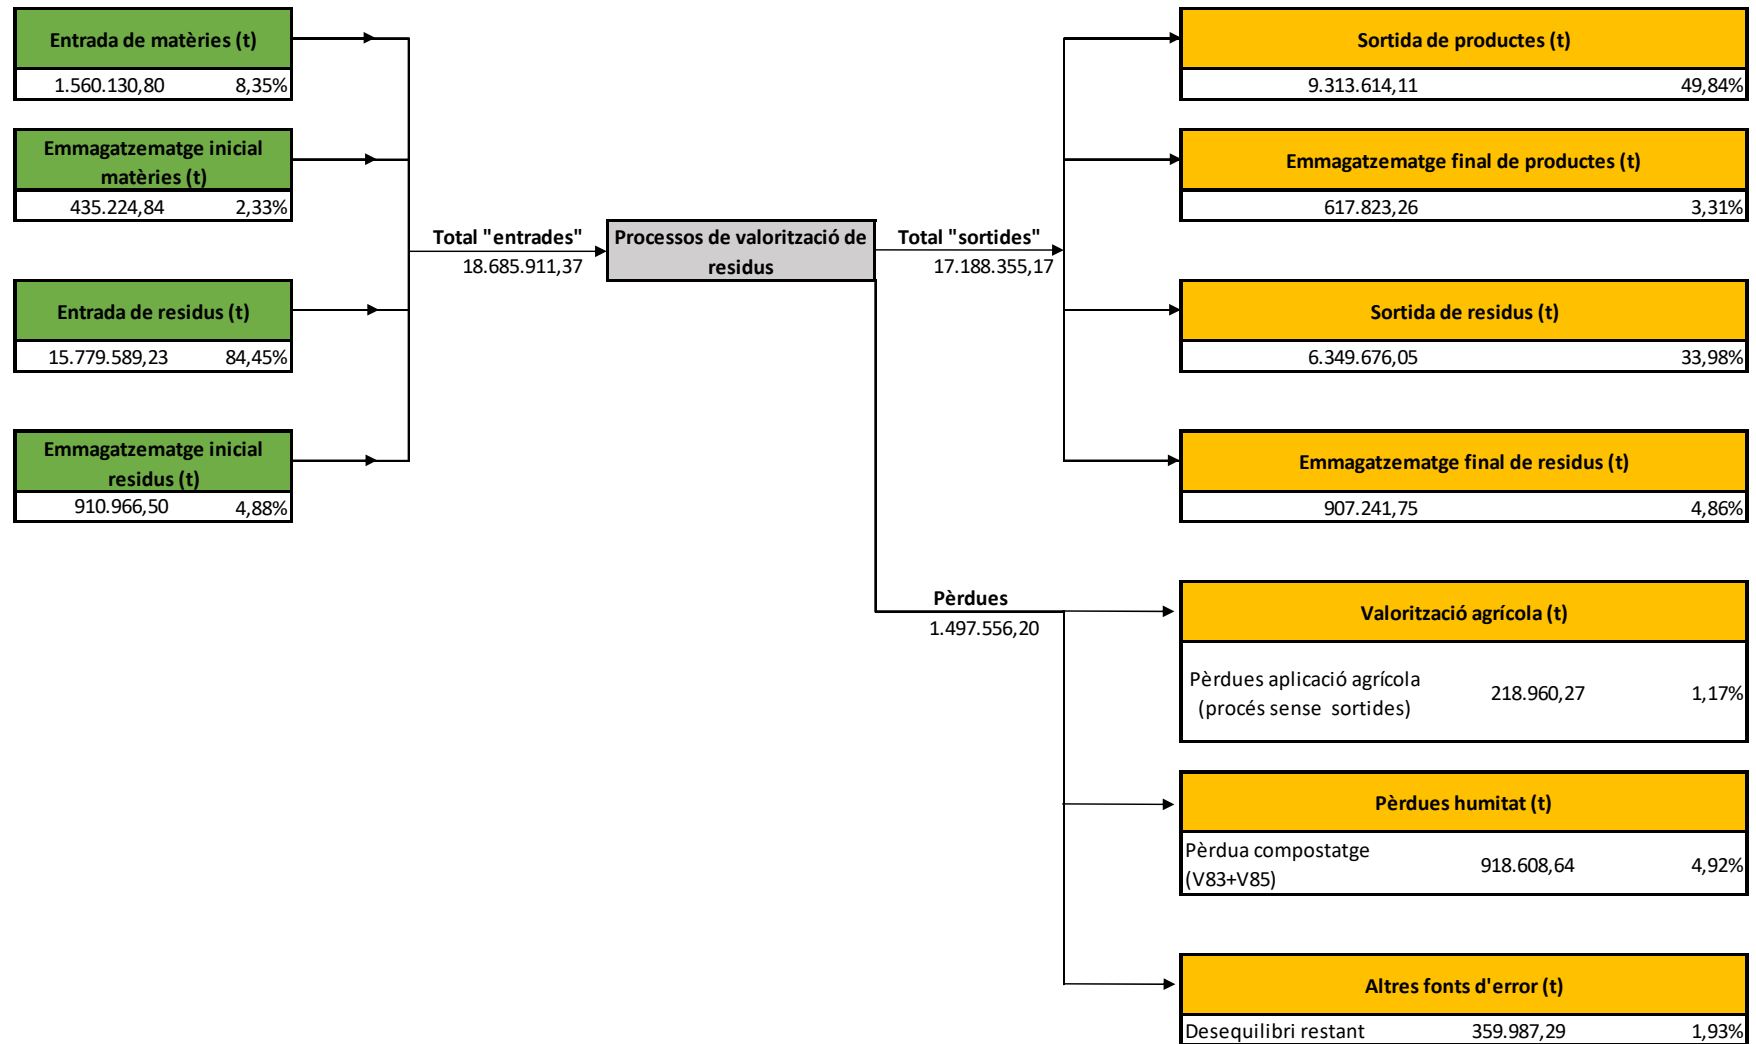 Entrada de matèries (t)
1.560.130,80 8,35%
Emmagatzematge inicial
matèries (t)
435.224,84 2,33%
Entrada de residus (t)
15.779.589,23 84,45%
Emmagatzematge inicial
residus (t)
910.966,50 4,88%
Total "entrades"
18.685.911,37
Processos de valorització de
residus
Total "sortides"
17.188.355,17
Sortida de productes (t)
9.313.614,11 49,84%
Emmagatzematge final de productes (t)
617.823,26 3,31%
Sortida de residus (t)
6.349.676,05 33,98%
Emmagatzematge final de residus (t)
907.241,75 4,86%
Pèrdues
1.497.556,20
Valorització agrícola (t)
Pèrdues aplicació agrícola
(procés sense sortides)
218.960,27 1,17%
Pèrdues humitat (t)
Pèrdua compostatge
(V83+V85)
918.608,64 4,92%
Altres fonts d'error (t)
Desequilibri restant 359.987,29 1,93%